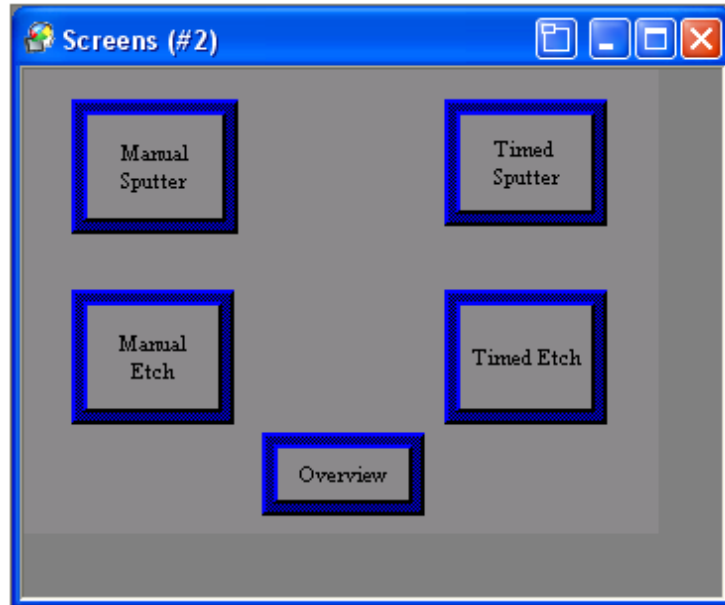 Screens (#2)
Manual
Sputter
Timed
Sputter
Manual
Etch
Timed Etch
Overview